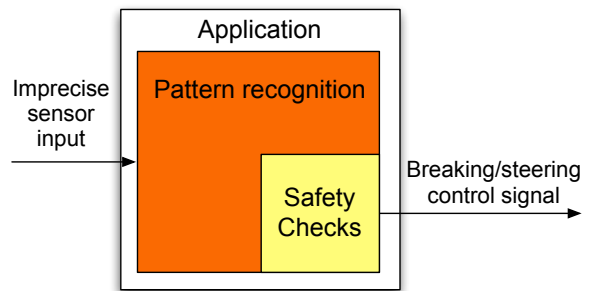 Application
Pattern recognition
Imprecise
sensor
input
Safety
Checks
Breaking/steering
control signal